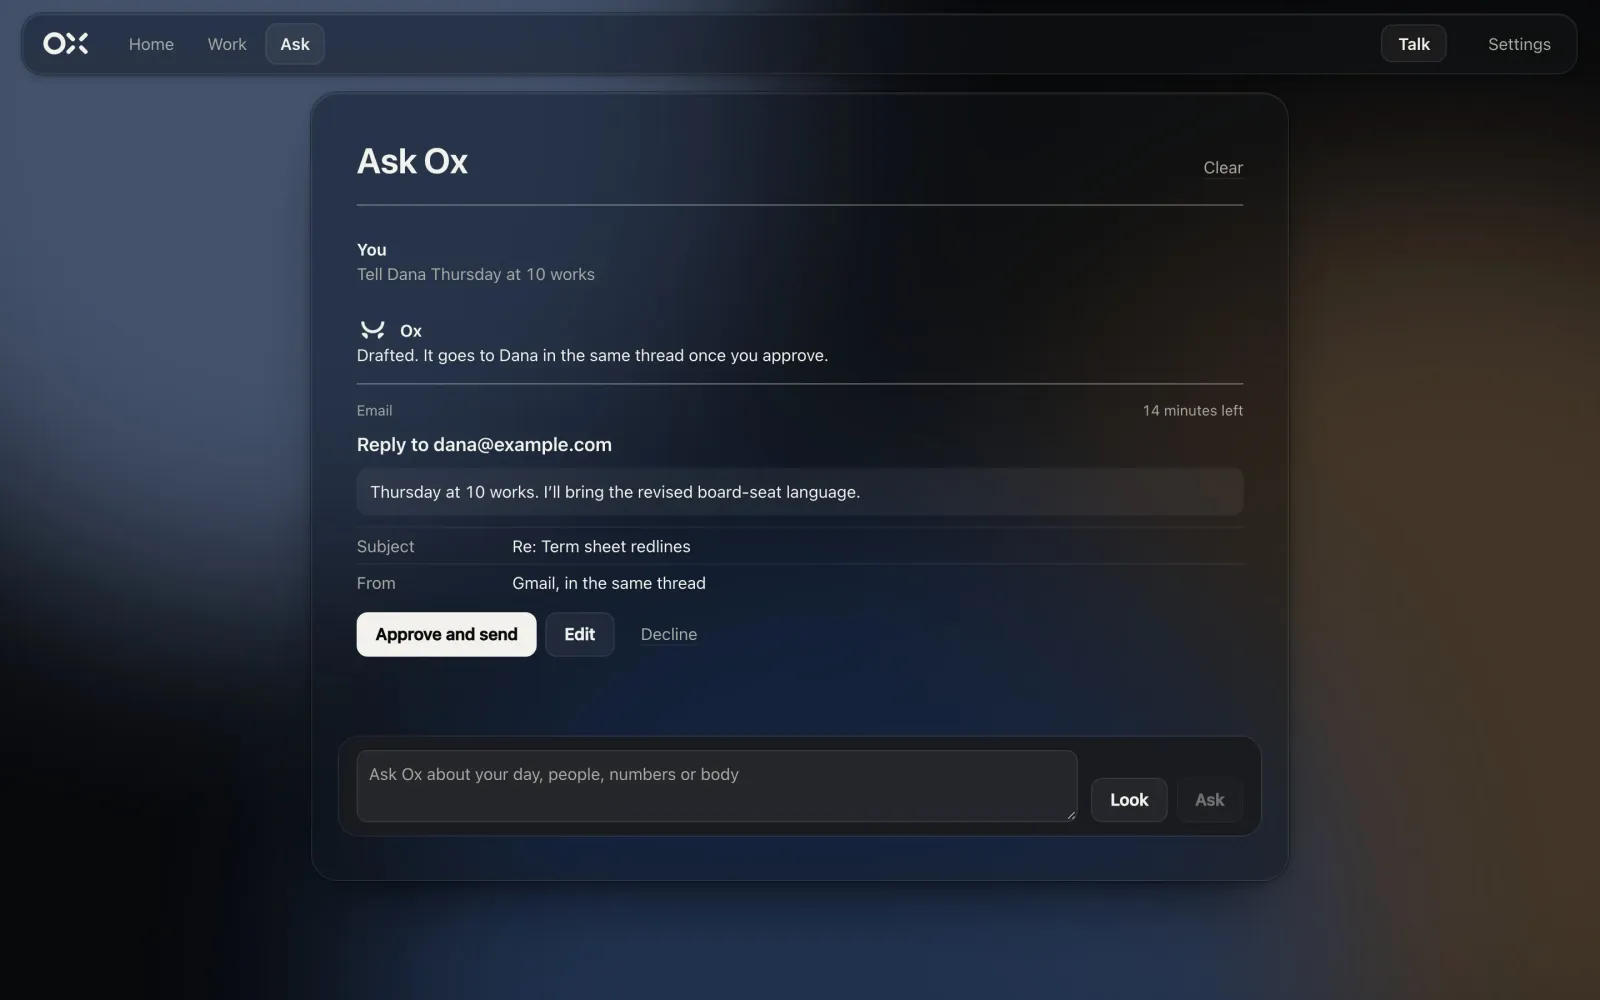 OX
Home
Work
Ask
Talk
Settings
Ask Ox
Clear
You
Tell Dana Thursday at 10 works
Ox
Drafted. It goes to Dana in the same thread once you approve.
Email
14 minutes left
Reply to dana@example.com
Thursday at 10 works. I’ll bring the revised board-seat language.
Subject
Re: Term sheet redlines
From
Gmail, in the same thread
Approve and send
Edit
Decline
Ask Ox about your day, people, numbers or body
Look
Ask